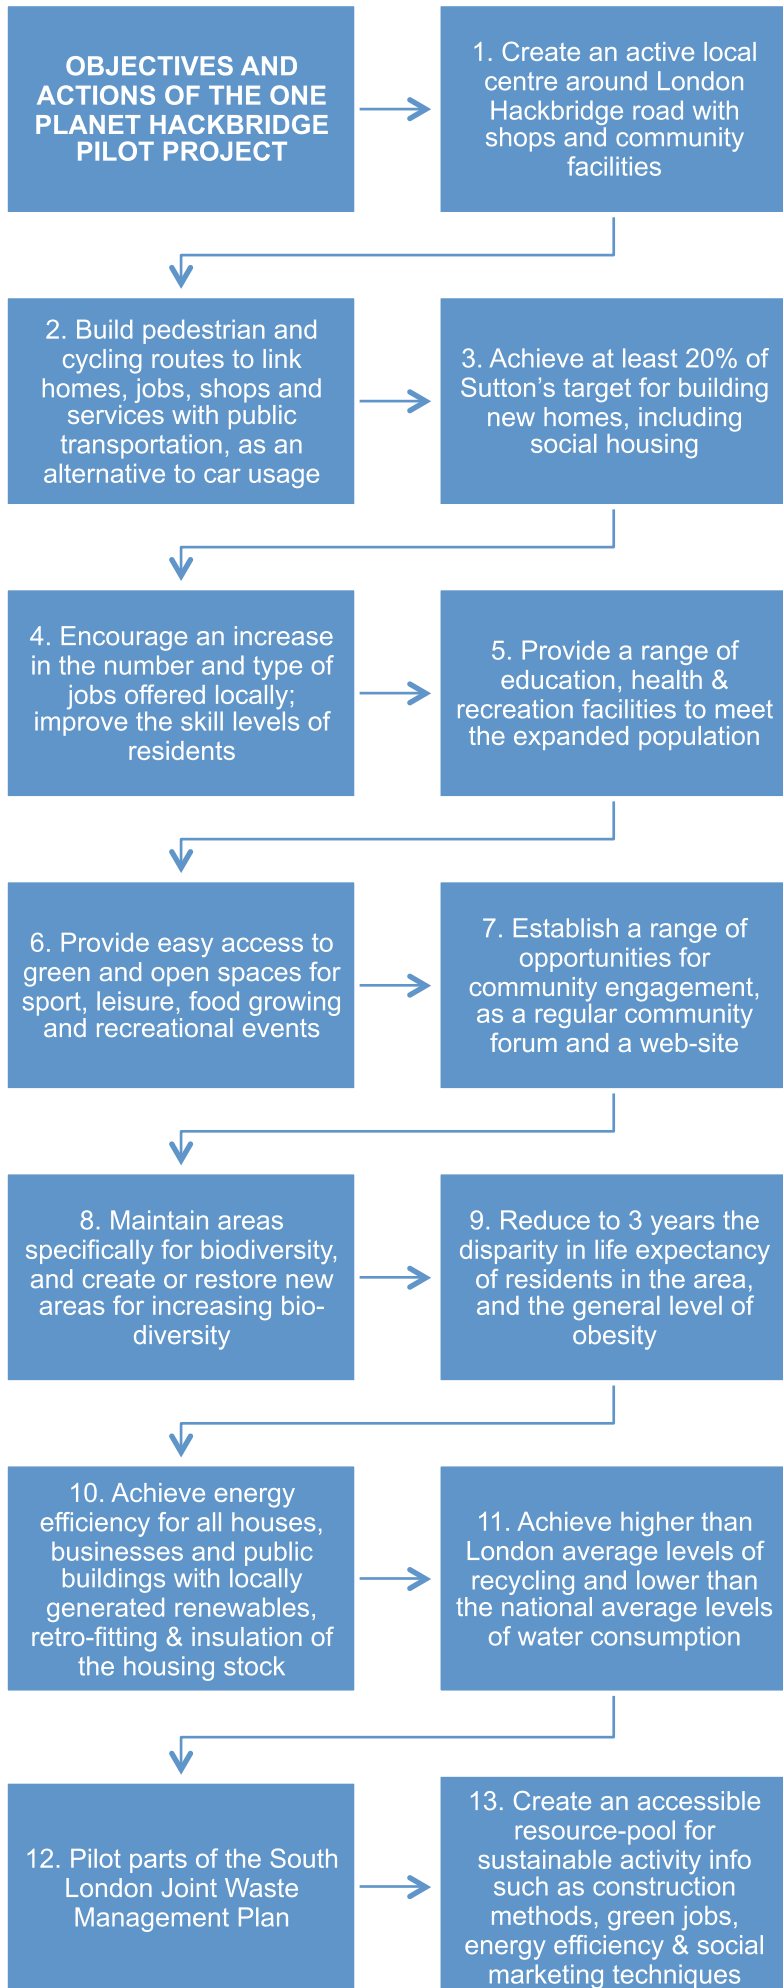 OBJECTIVES AND
ACTIONS OF THE ONE
PLANET HACKBRIDGE
PILOT PROJECT
1. Create an active local
centre around London
Hackbridge road with
shops and community
facilities
2. Build pedestrian and
cycling routes to link
homes, jobs, shops and
services with public
transportation, as an
alternative to car usage
3. Achieve at least 20% of
Sutton's target for building
new homes, including
social housing
4. Encourage an increase
in the number and type of
jobs offered locally;
improve the skill levels of
residents
5. Provide a range of
education, health &
recreation facilities to meet
the expanded population
6. Provide easy access to
green and open spaces for
sport, leisure, food growing
and recreational events
7. Establish a range of
opportunities for
community engagement,
as a regular community
forum and a web-site
8. Maintain areas
specifically for biodiversity,
and create or restore new
areas for increasing bio-
diversity
9. Reduce to 3 years the
disparity in life expectancy
of residents in the area,
and the general level of
obesity
10. Achieve energy
efficiency for all houses,
businesses and public
buildings with locally
generated renewables,
retro-fitting & insulation of
the housing stock
11. Achieve higher than
London average levels of
recycling and lower than
the national average levels
of water consumption
12. Pilot parts of the South
London Joint Waste
Management Plan
13. Create an accessible
resource-pool for
sustainable activity info
such as construction
methods, green jobs,
energy efficiency & social
marketing techniques